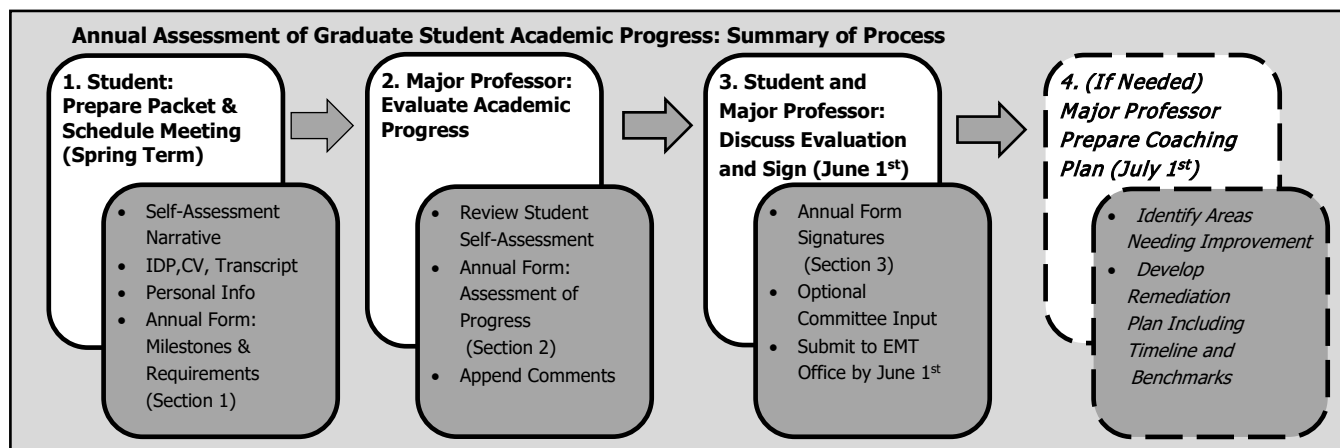 Annual Assessment of Graduate Student Academic Progress: Summary of Process
1. Student:
Prepare Packet &
Schedule Meeting
(Spring Term)
• Self-Assessment
Narrative
• IDP,CV, Transcript
• Personal Info
• Annual Form:
Milestones &
Requirements
(Section 1)
2. Major Professor:
Evaluate Academic
Progress
• Review Student
Self-Assessment
• Annual Form:
Assessment of
Progress
(Section 2)
• Append Comments
3. Student and
Major Professor:
Discuss Evaluation
and Sign (June 1st)
• Annual Form
Signatures
(Section 3)
• Optional
Committee Input
• Submit to EMT
Office by June 1st
4. (If Needed)
Major Professor
Prepare Coaching
Plan (July 1st)
• Identify Areas
Needing Improvement
• Develop
Remediation
Plan Including
Timeline and
Benchmarks